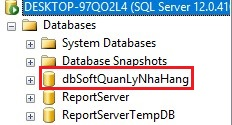 DESKTOP-97QO2L4 (SQL Server 12.0.41
Databases
System Databases
Database Snapshots
dbSoftQuanLyNhaHang
ReportServer
ReportServerTempDB